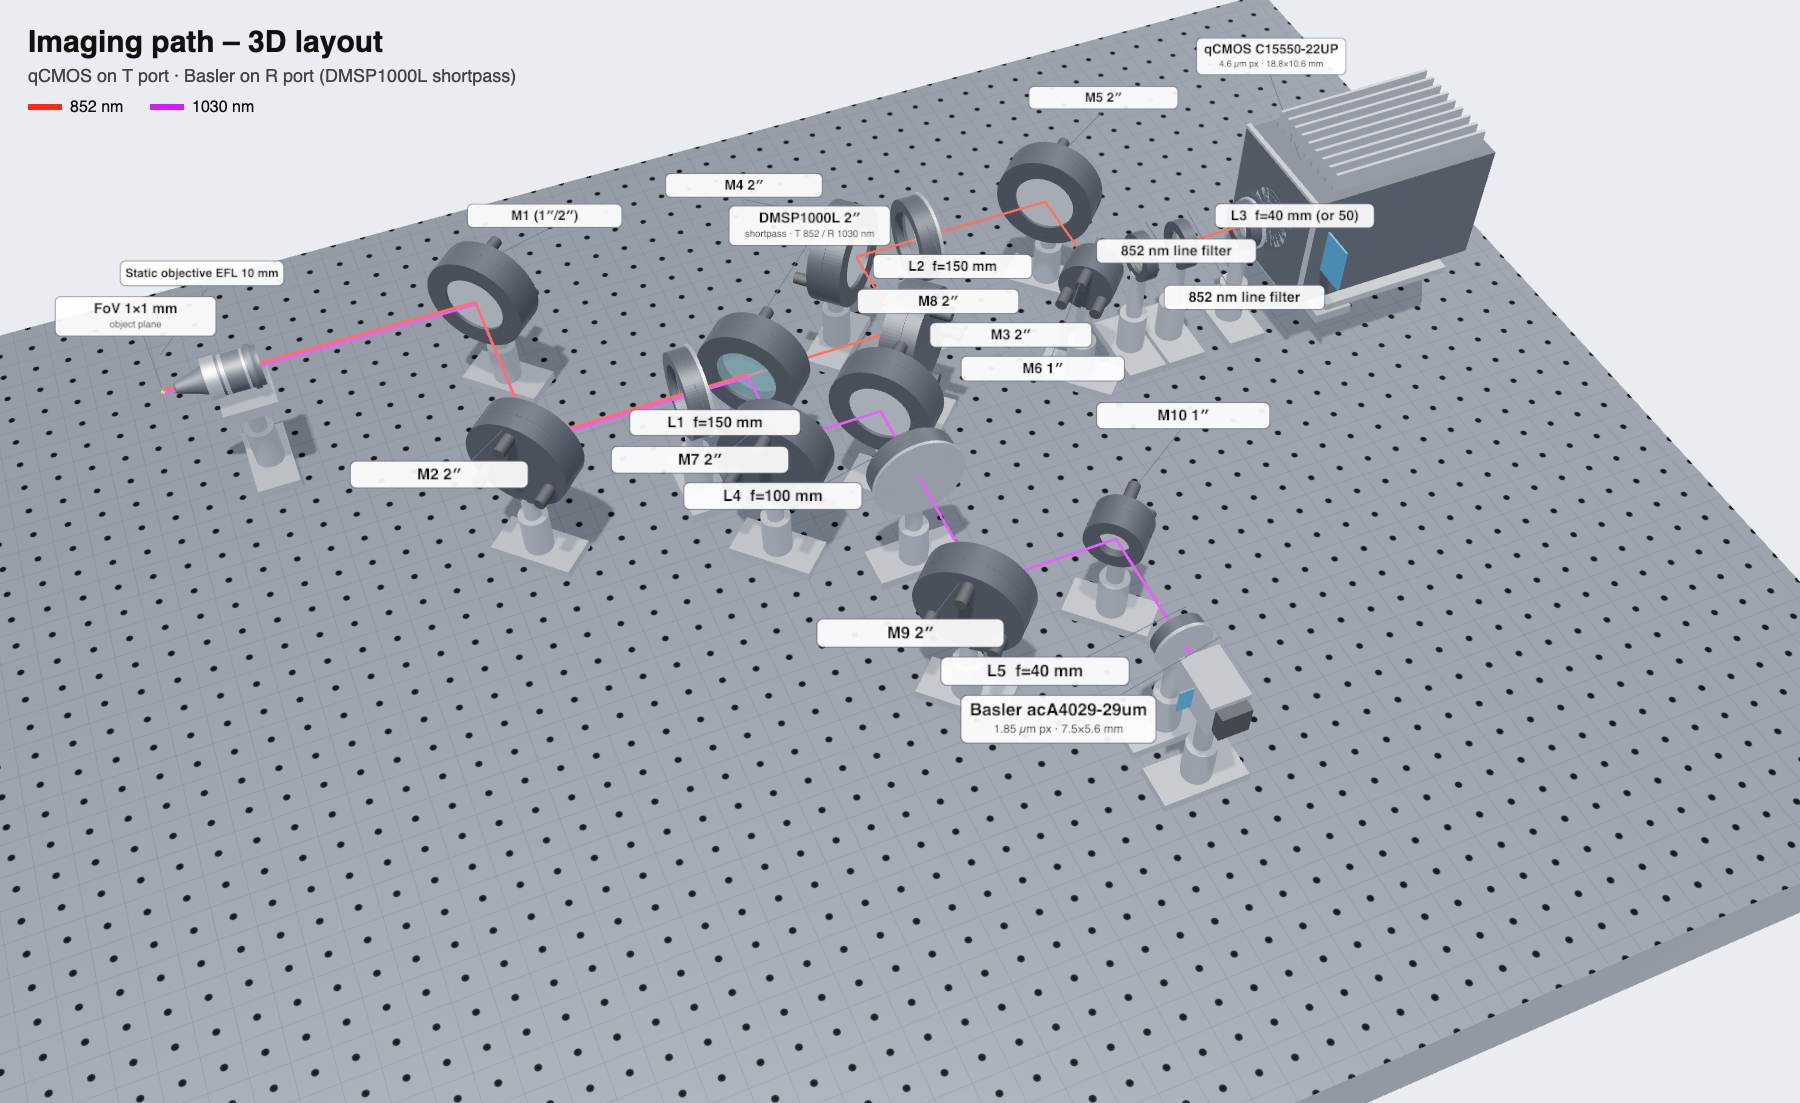 Imaging path – 3D layout
qCMOS on T port · Basler on R port (DMSP1000L shortpass)
852 nm
1030 nm
qCMOS C15550-22UP
4.6 µm px · 18.8×10.6 mm
M5 2″
M4 2″
M1 (1″/2″)
DMSP1000L 2″
shortpass · T 852 / R 1030 nm
L3 f=40 mm (or 50)
852 nm line filter
L2 f=150 mm
Static objective EFL 10 mm
FoV 1×1 mm
object plane
M8 2″
852 nm line filter
M3 2″
M6 1″
M10 1″
L1 f=150 mm
M7 2″
M2 2″
L4 f=100 mm
M9 2″
L5 f=40 mm
Basler acA4029-29um
1.85 µm px · 7.5×5.6 mm